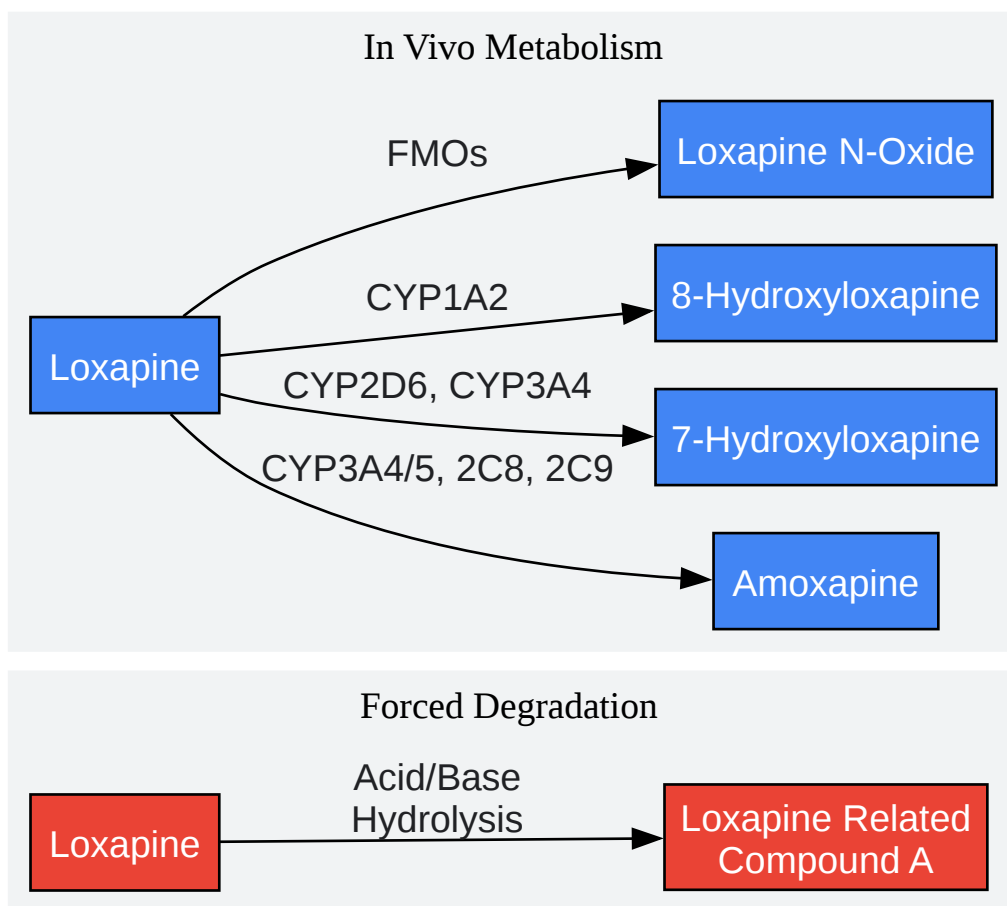 In Vivo Metabolism
FMOs
Loxapine N-Oxide
CYP1A2
8-Hydroxyloxapine
Loxapine
CYP2D6, CYP3A4
7-Hydroxyloxapine
CYP3A4/5, 2C8, 2C9
Amoxapine
Forced Degradation
Loxapine
Acid/Base
Hydrolysis
Loxapine Related
Compound A